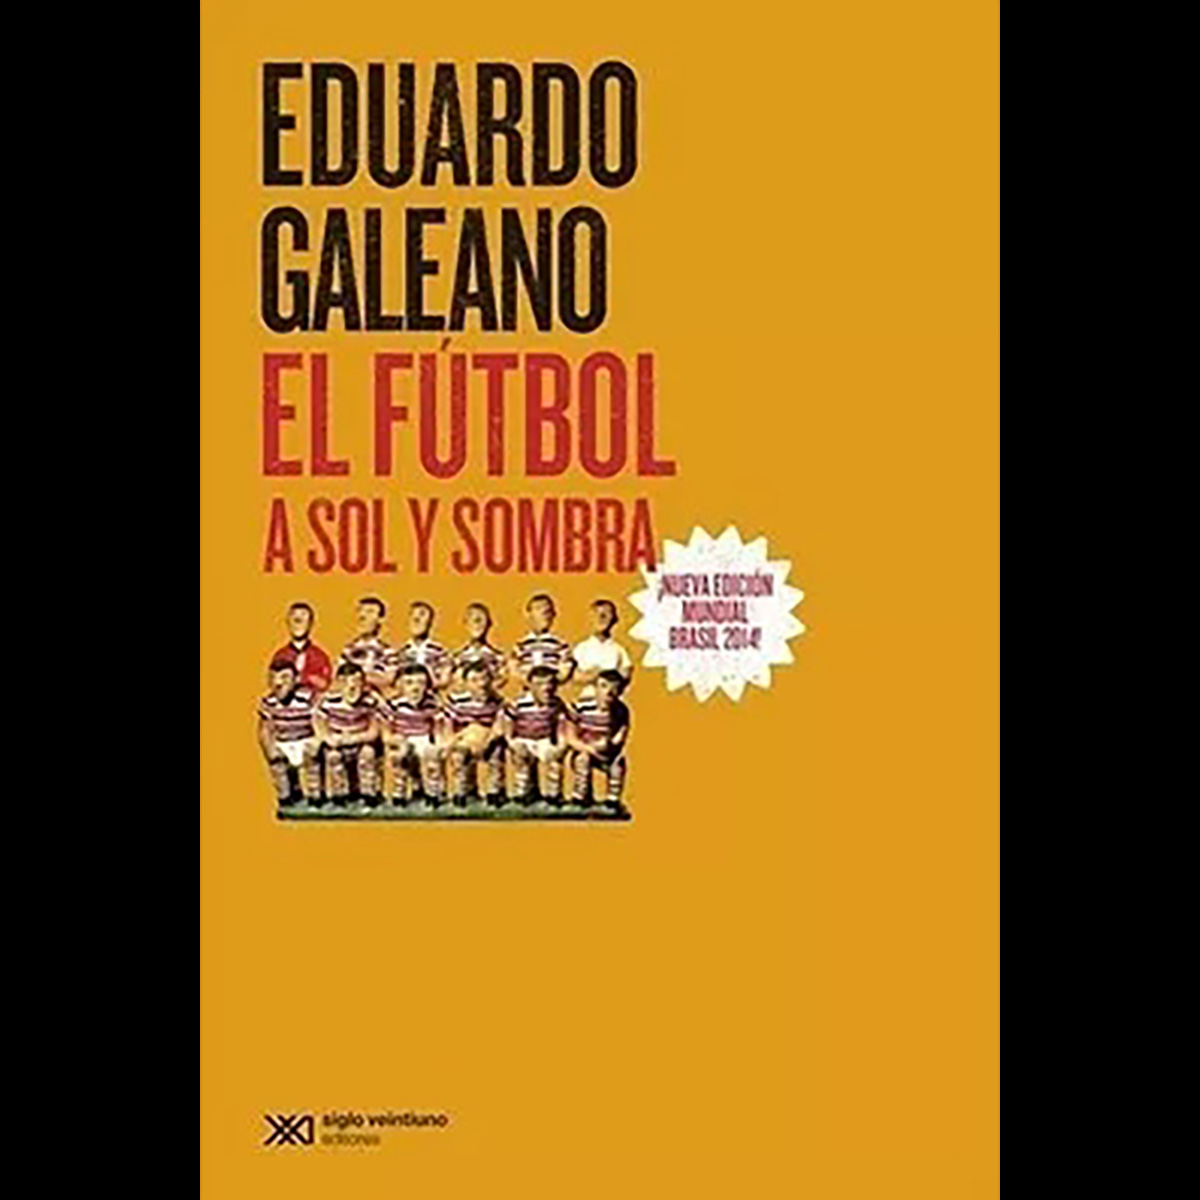 EDUARDO
GALEANO
EL FÚTBOL
A SOL Y SOMBRA
¡NUEVA EDICIÓN
MUNDIAL
BRASIL 2014!
siglo veintiuno
editores